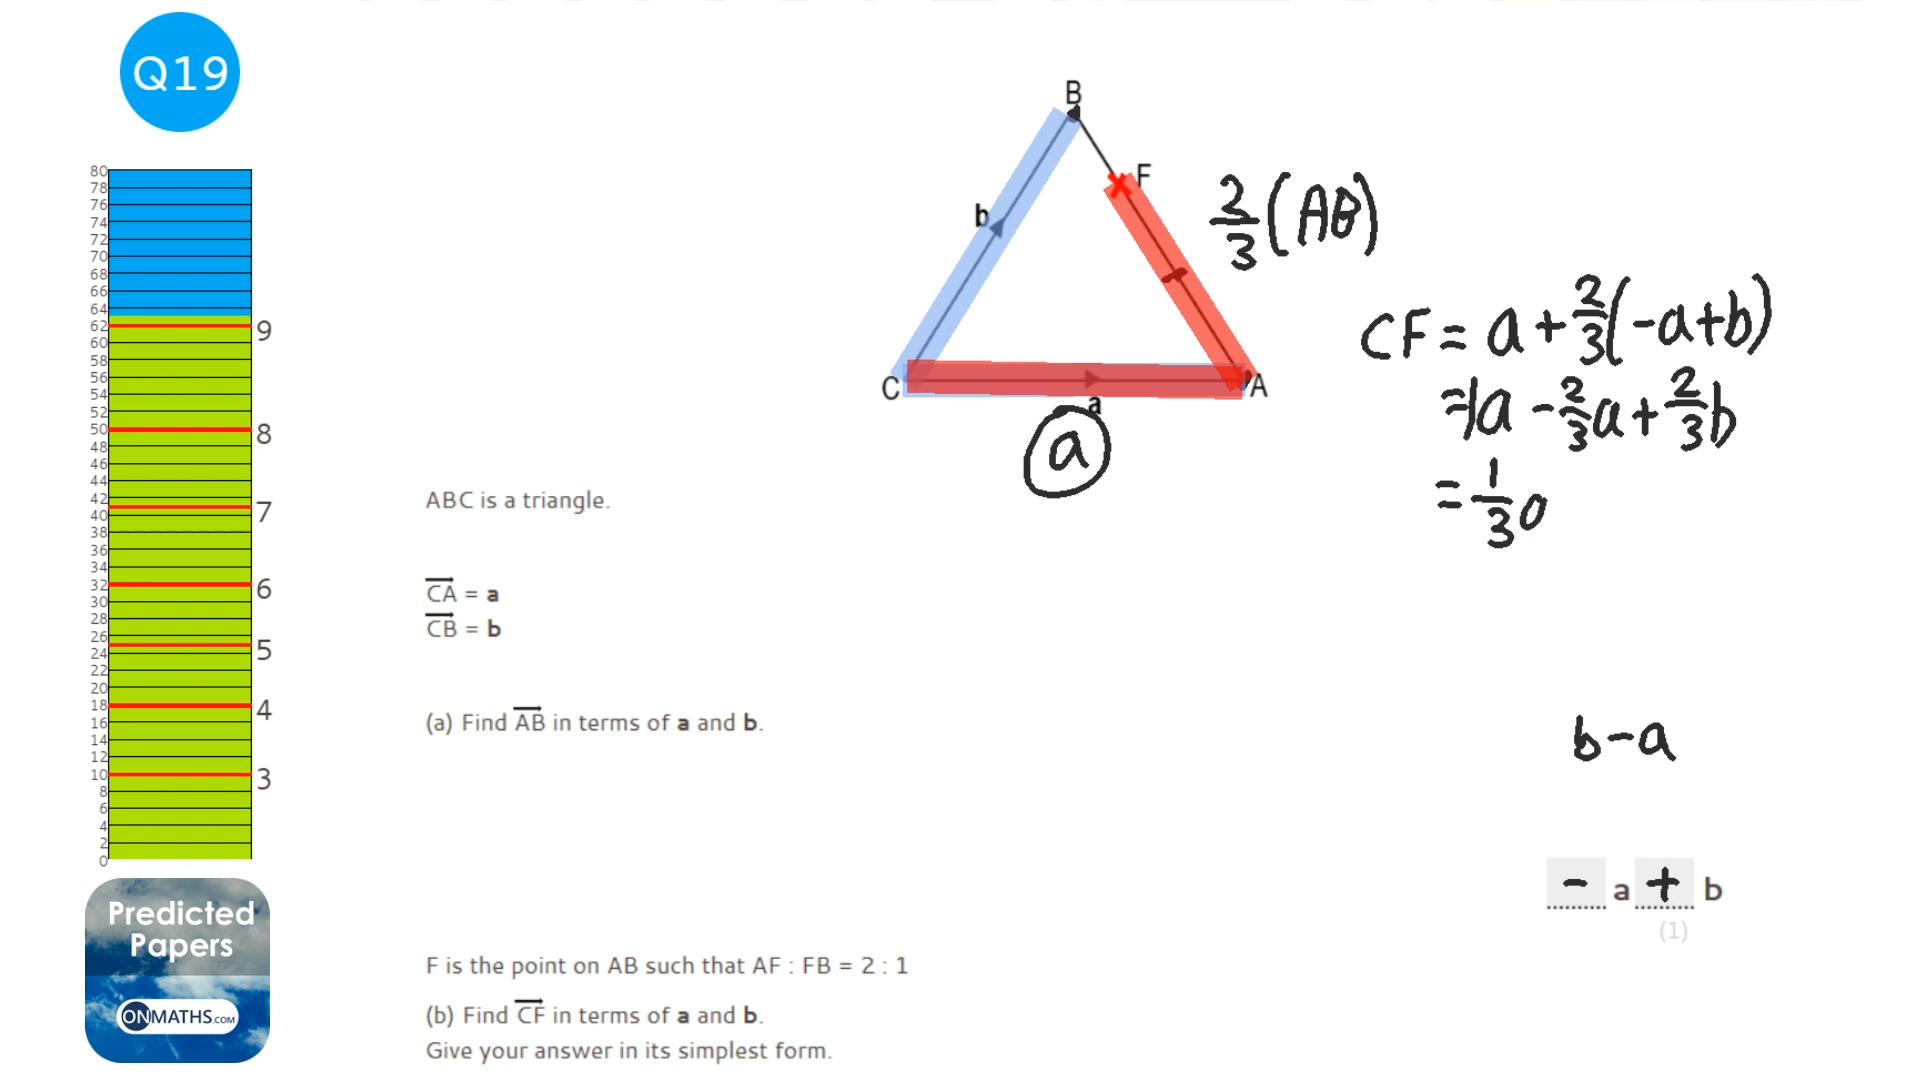 Q19
80
78
76
74
72
70
68
66
64
62
60
58
56
54
52
50
48
46
44
42
40
38
36
34
32
30
28
26
24
22
20
18
16
14
12
10
8
6
4
2
0
9
8
7
6
5
4
3
Predicted
Papers
ONMATHS.COM
B
F
b
C
A
a
a
2/3 (AB)
CF = a + 2/3(-a+b)
= 1a - 2/3a + 2/3b
= 1/3
ABC is a triangle.
CA = a
CB = b
(a) Find AB in terms of a and b.
b-a
- a + b
(1)
F is the point on AB such that AF : FB = 2 : 1
(b) Find CF in terms of a and b.
Give your answer in its simplest form.